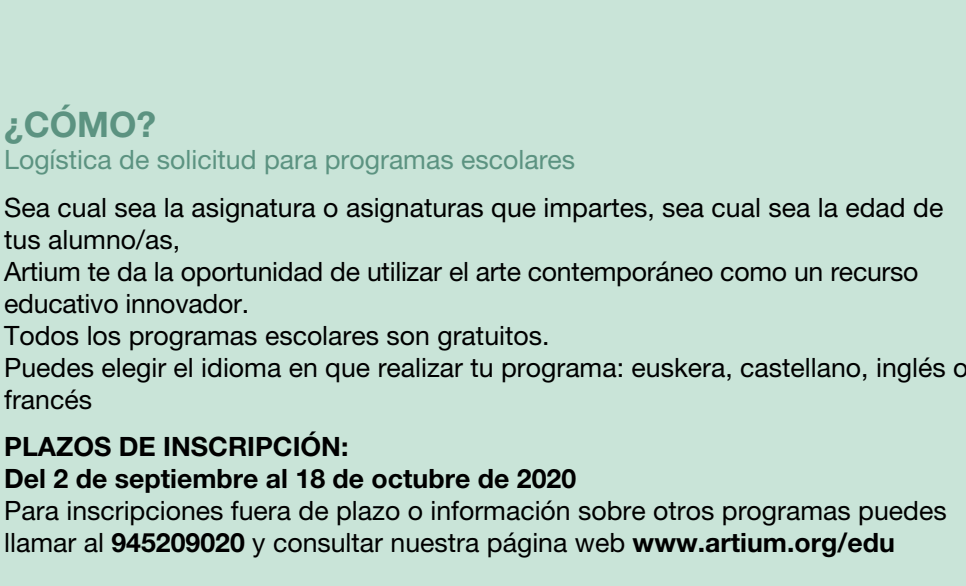 ¿CÓMO?
Logística de solicitud para programas escolares
Sea cual sea la asignatura o asignaturas que impartes, sea cual sea la edad de
tus alumno/as,
Artium te da la oportunidad de utilizar el arte contemporáneo como un recurso
educativo innovador.
Todos los programas escolares son gratuitos.
Puedes elegir el idioma en que realizar tu programa: euskera, castellano, inglés o
francés
PLAZOS DE INSCRIPCIÓN:
Del 2 de septiembre al 18 de octubre de 2020
Para inscripciones fuera de plazo o información sobre otros programas puedes
llamar al 945209020 y consultar nuestra página web www.artium.org/edu